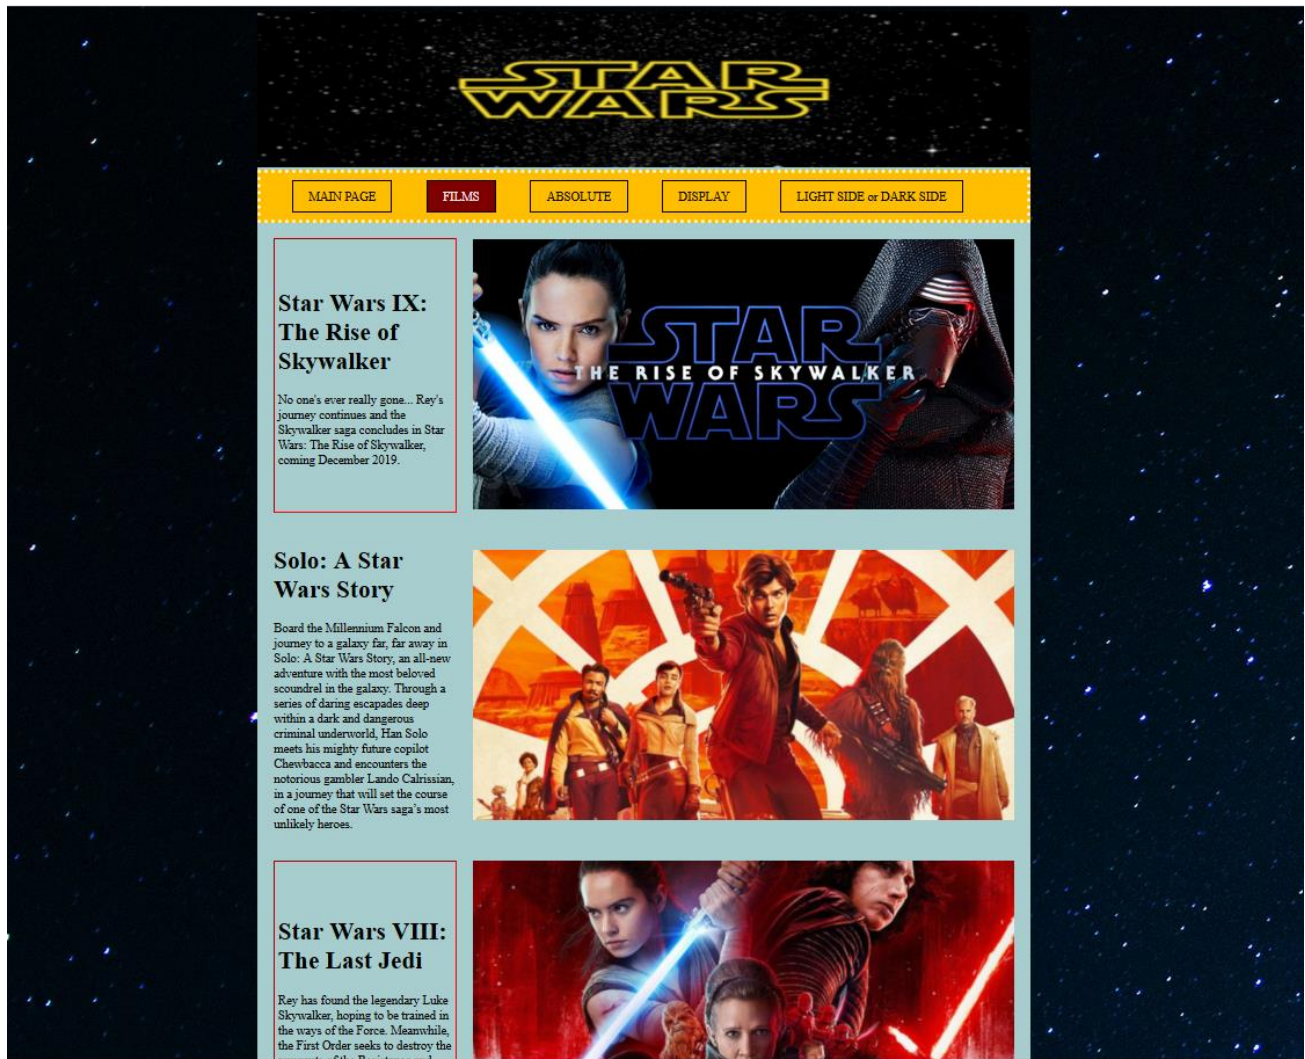 STAR
WARS
MAIN PAGE
FILMS
ABSOLUTE
DISPLAY
LIGHT SIDE or DARK SIDE
Star Wars IX:
The Rise of
Skywalker
No one's ever really gone... Rey's
journey continues and the
Skywalker saga concludes in Star
Wars: The Rise of Skywalker,
coming December 2019.
STAR
THE RISE OF SKYWALKER
WARS
Solo: A Star
Wars Story
Board the Millennium Falcon and
journey to a galaxy far, far away in
Solo: A Star Wars Story, an all-new
adventure with the most beloved
scoundrel in the galaxy. Through a
series of daring escapades deep
within a dark and dangerous
criminal underworld, Han Solo
meets his mighty future copilot
Chewbacca and encounters the
notorious gambler Lando Calrissian,
in a journey that will set the course
of one of the Star Wars saga’s most
unlikely heroes.
Star Wars VIII:
The Last Jedi
Rey has found the legendary Luke
Skywalker, hoping to be trained in
the ways of the Force. Meanwhile,
the First Order seeks to destroy the